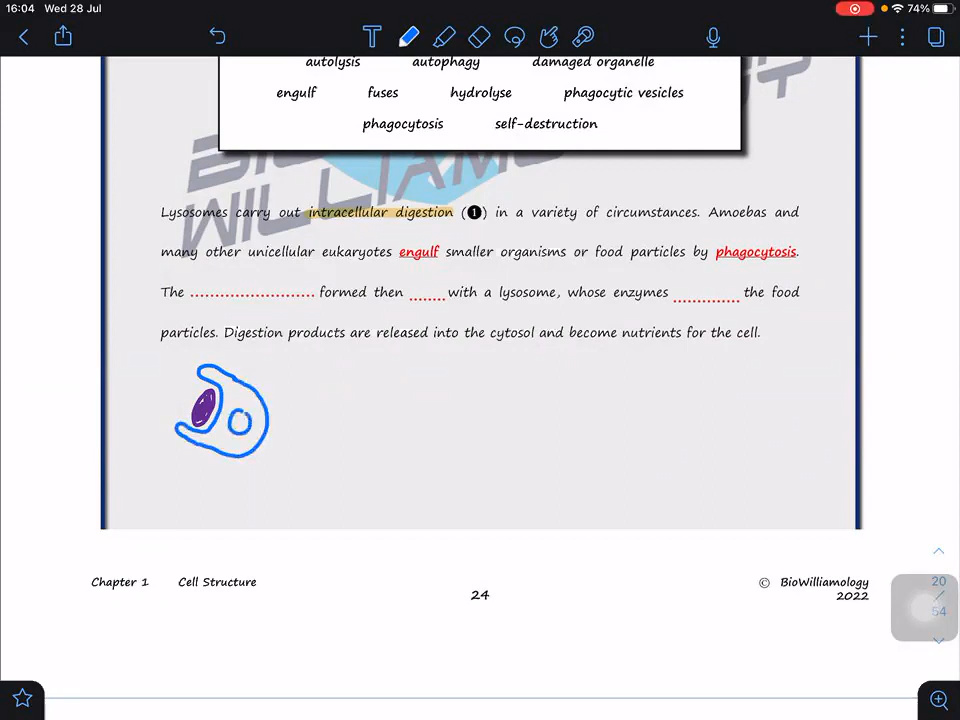 16:04 Wed 28 Jul 74%
autolysis autophagy damaged organelle
engulf fuses hydrolyse phagocytic vesicles
phagocytosis self-destruction
Lysosomes carry out intracellular digestion (1) in a variety of circumstances. Amoebas and
many other unicellular eukaryotes engulf smaller organisms or food particles by phagocytosis.
The ......................... formed then ........ with a lysosome, whose enzymes .............. the food
particles. Digestion products are released into the cytosol and become nutrients for the cell.
Chapter 1 Cell Structure
24
© BioWilliamology
2022
20
/
54